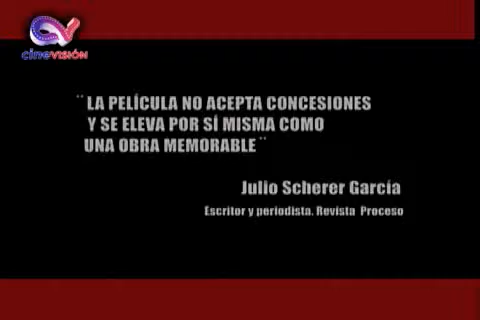 cineVISIÓN
¨ LA PELÍCULA NO ACEPTA CONCESIONES
Y SE ELEVA POR SÍ MISMA COMO
UNA OBRA MEMORABLE ¨
Julio Scherer García
Escritor y periodista. Revista Proceso